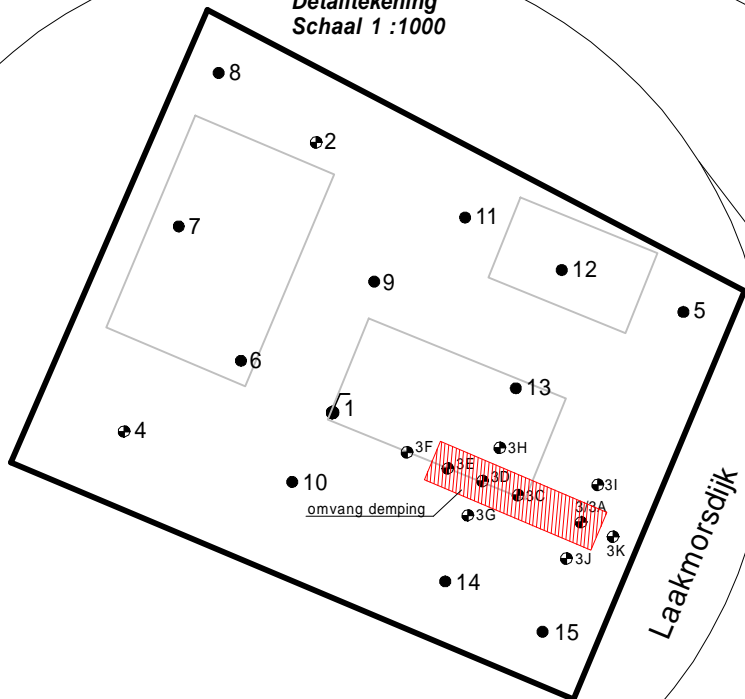 Detailtekening
Schaal 1 :1000
8
2
7
11
12
9
5
6
13
1
4
3F
3H
3E
3D
3I
10
3C
omvang demping
3G
3/3A
3K
3J
14
15
Laakmorsdijk